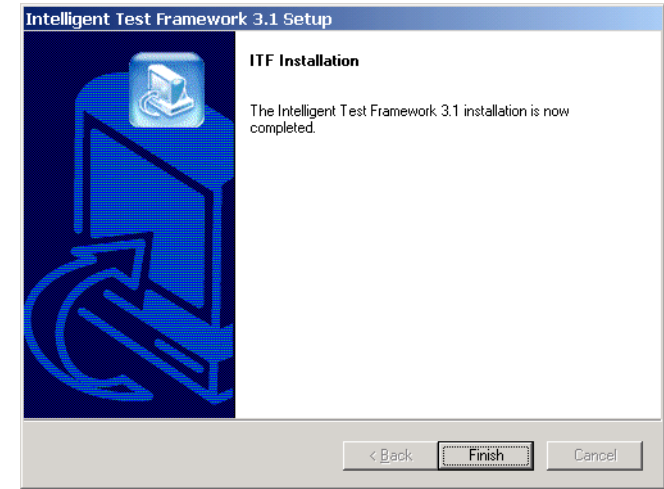 Intelligent Test Framework 3.1 Setup
ITF Installation
The Intelligent Test Framework 3.1 installation is now
completed.
< Back
Finish
Cancel